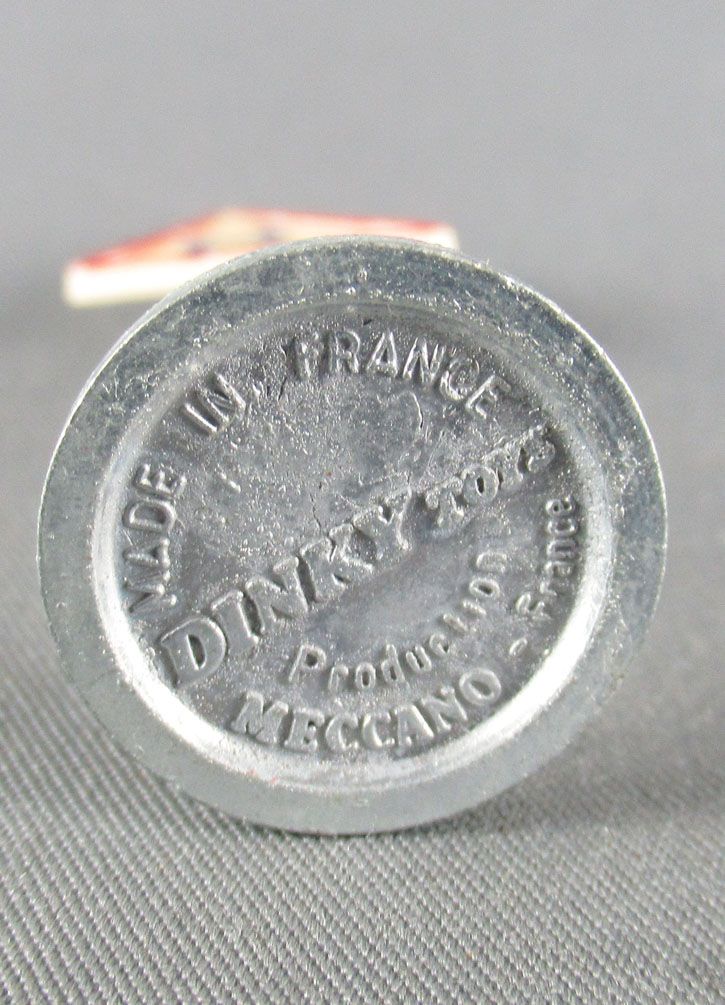 MADE IN FRANCE
DINKY TOYS
Production
MECCANO - France